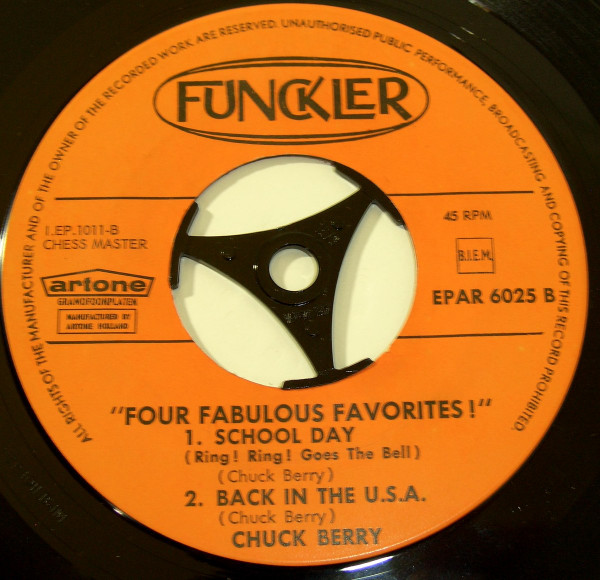 ALL RIGHTS OF THE MANUFACTURER AND OF THE OWNER OF THE RECORDED WORK ARE RESERVED. UNAUTHORISED PUBLIC PERFORMANCE, BROADCASTING AND COPYING OF THIS RECORD PROHIBITED.
FUNCKLER
1.EP.1011-B
CHESS MASTER
45 RPM
B.I.E.M.
artone
GRAMOFOONPLATEN
MANUFACTURED BY
ARTONE HOLLAND
EPAR 6025 B
"FOUR FABULOUS FAVORITES!"
1. SCHOOL DAY
(Ring! Ring! Goes The Bell)
(Chuck Berry)
2. BACK IN THE U.S.A.
(Chuck Berry)
CHUCK BERRY